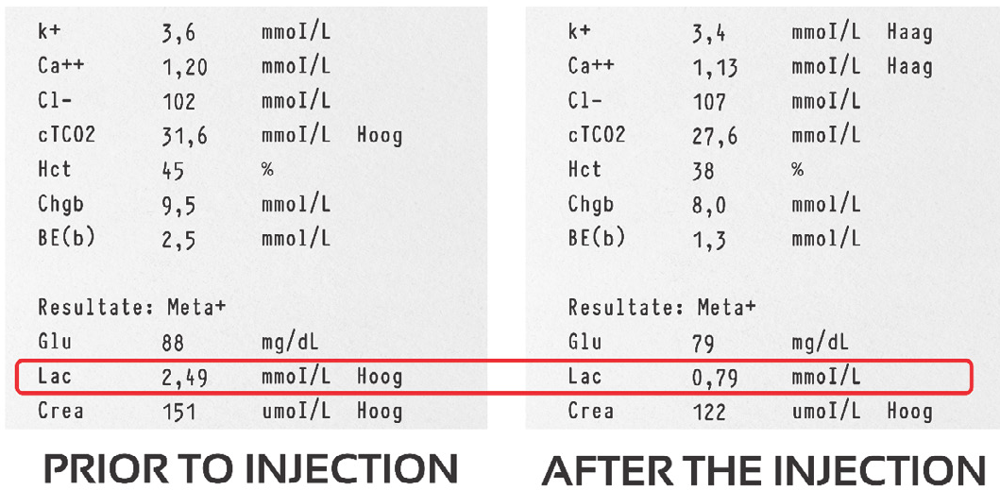 k+ 3,6 mmoI/L
Ca++ 1,20 mmoI/L
Cl- 102 mmoI/L
cTCO2 31,6 mmoI/L Hoog
Hct 45 %
Chgb 9,5 mmol/L
BE(b) 2,5 mmol/L
Resultate: Meta+
Glu 88 mg/dL
Lac 2,49 mmoI/L Hoog
Crea 151 umoI/L Hoog
PRIOR TO INJECTION
k+ 3,4 mmoI/L Haag
Ca++ 1,13 mmoI/L Haag
Cl- 107 mmoI/L
cTCO2 27,6 mmoI/L
Hct 38 %
Chgb 8,0 mmol/L
BE(b) 1,3 mmol/L
Resultate: Meta+
Glu 79 mg/dL
Lac 0,79 mmoI/L
Crea 122 umoI/L Hoog
AFTER THE INJECTION